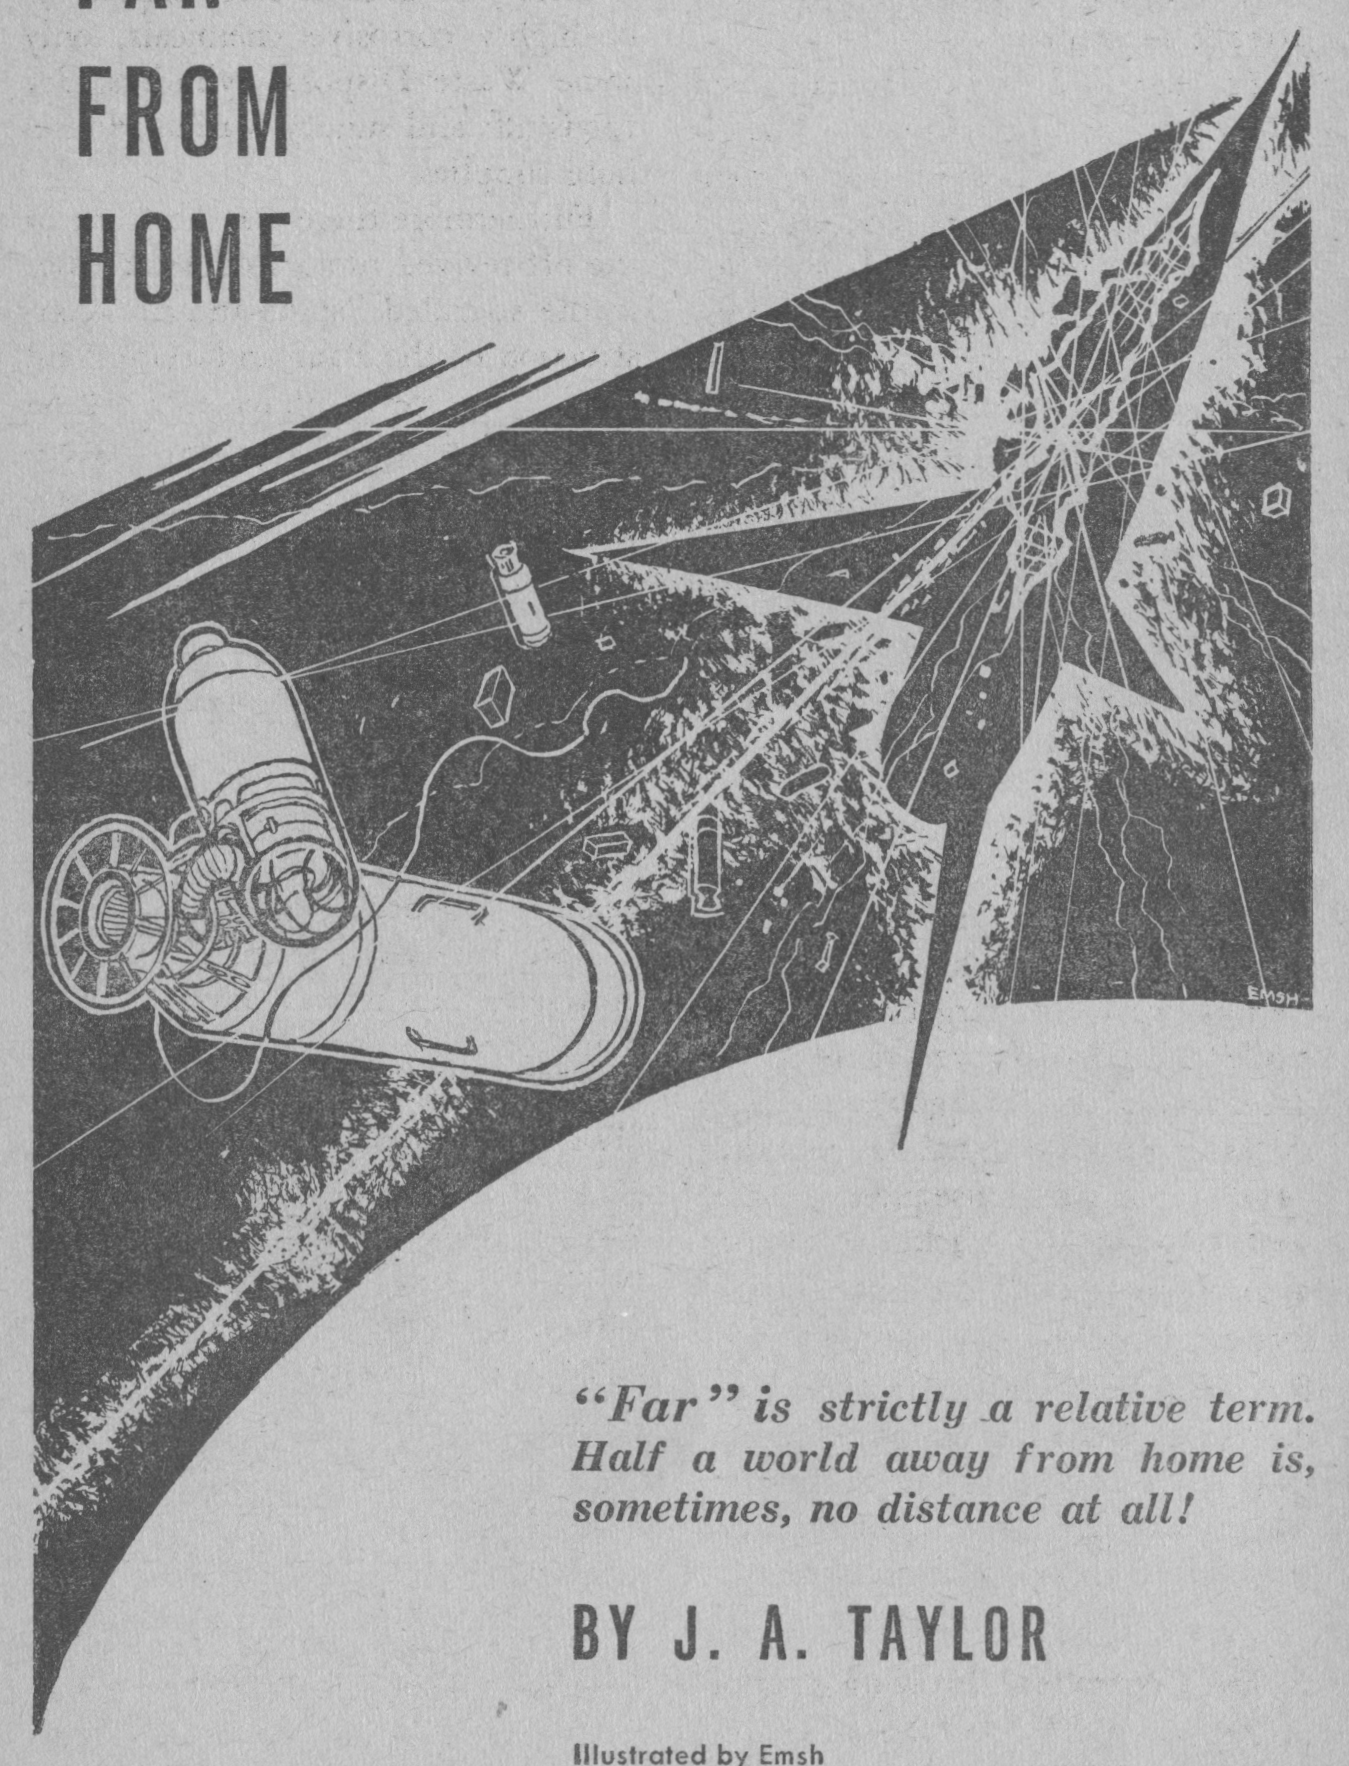 FAR
FROM
HOME
EMSH
“Far” is strictly a relative term.
Half a world away from home is,
sometimes, no distance at all!
BY J. A. TAYLOR
Illustrated by Emsh